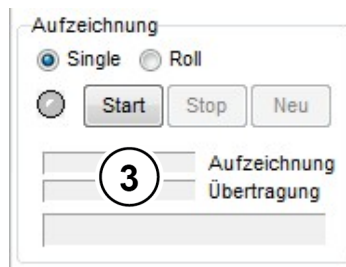 Aufzeichnung
Single Roll
Start Stop Neu
3 Aufzeichnung
Übertragung